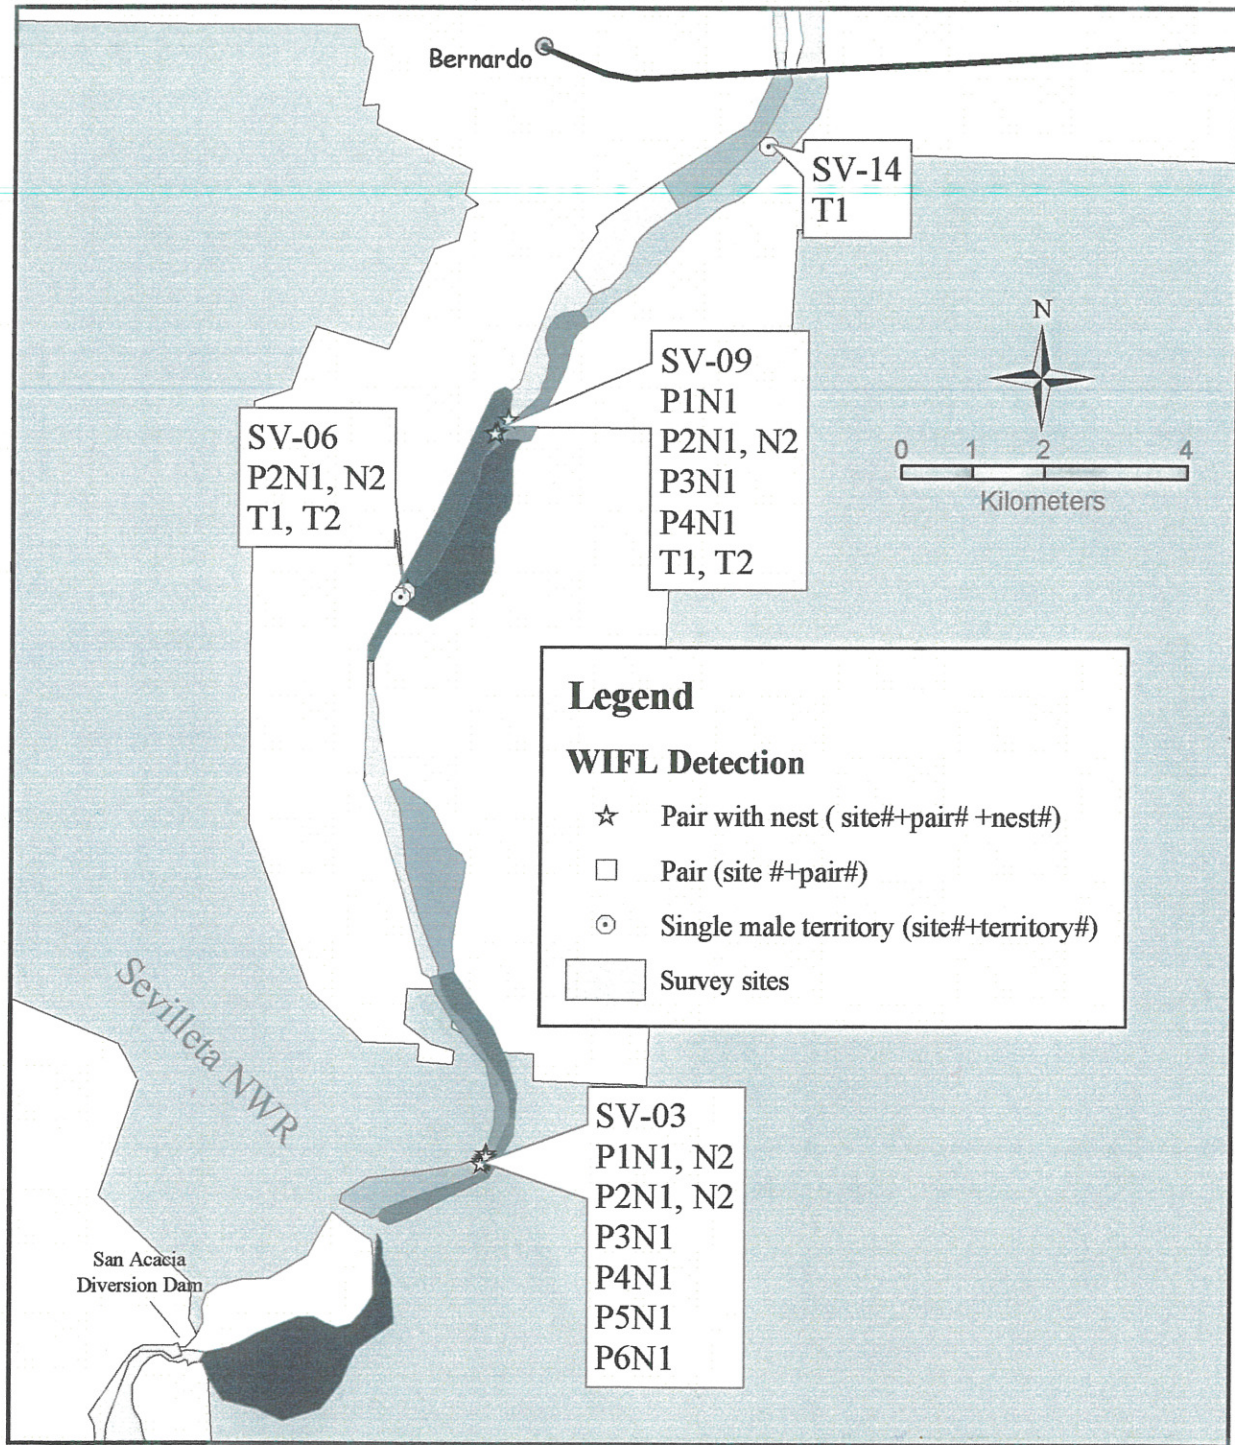 Bernardo
SV-14
T1
N
SV-09
P1N1
P2N1, N2
P3N1
P4N1
T1, T2
SV-06
P2N1, N2
T1, T2
0 1 2 4
Kilometers
Legend
WIFL Detection
Pair with nest ( site#+pair# +nest#)
Pair (site #+pair#)
Single male territory (site#+territory#)
Survey sites
Sevilleta NWR
SV-03
P1N1, N2
P2N1, N2
P3N1
P4N1
P5N1
P6N1
San Acacia
Diversion Dam